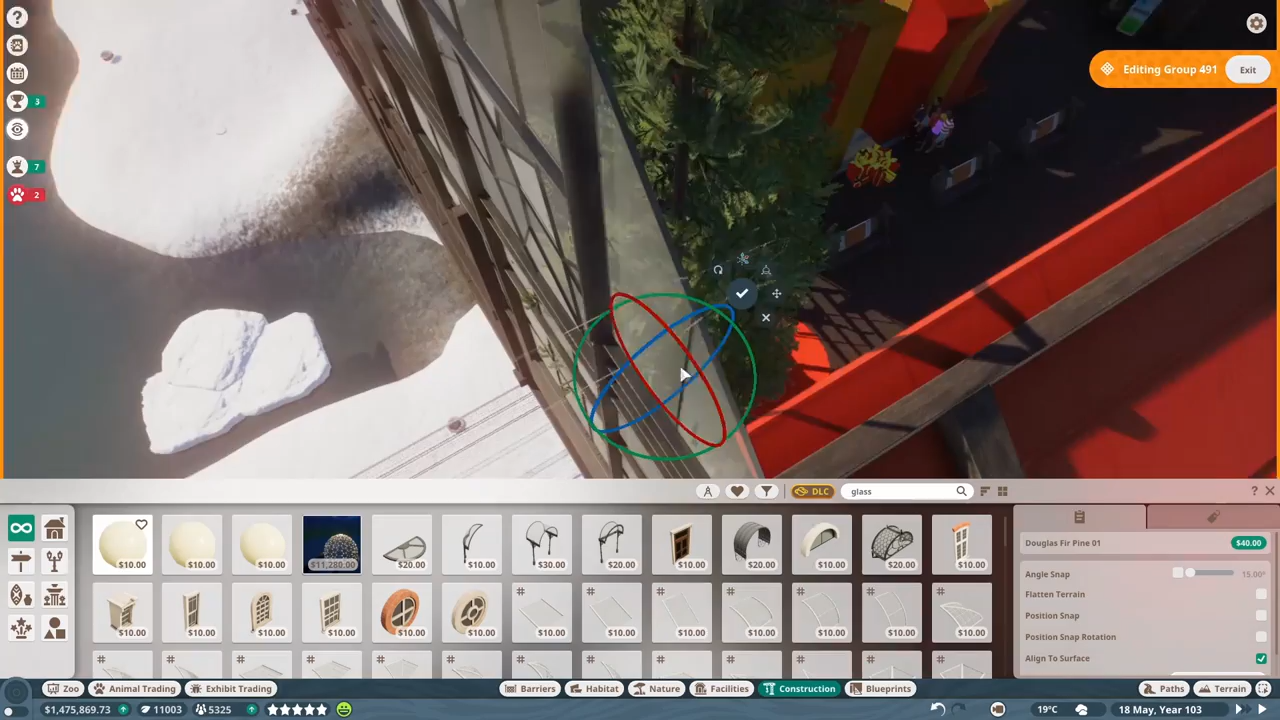 ?
Editing Group 491
Exit
3
7
2
DLC
glass
? ×
$10.00
$10.00
$10.00
$11,280.00
$20.00
$10.00
$30.00
$20.00
$10.00
$20.00
$10.00
$20.00
$10.00
$10.00
$10.00
$10.00
$10.00
$10.00
$10.00
$10.00
$10.00
$10.00
$10.00
$10.00
$10.00
$10.00
Douglas Fir Pine 01
$40.00
Angle Snap
15.00°
Flatten Terrain
Position Snap
Position Snap Rotation
Align To Surface
Zoo
Animal Trading
Exhibit Trading
Barriers
Habitat
Nature
Facilities
Construction
Blueprints
Paths
Terrain
$1,475,869.73
11003
5325
19°C
18 May, Year 103